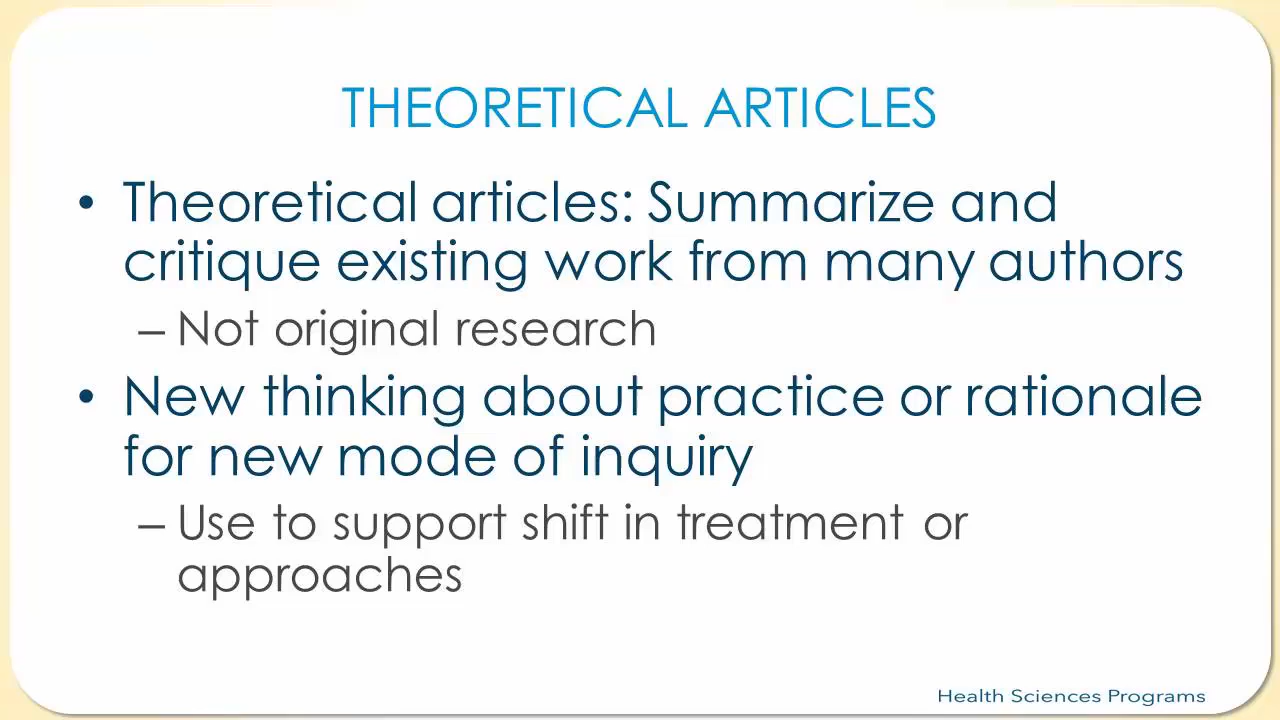 THEORETICAL ARTICLES
• Theoretical articles: Summarize and
critique existing work from many authors
– Not original research
• New thinking about practice or rationale
for new mode of inquiry
– Use to support shift in treatment or
approaches
Health Sciences Programs